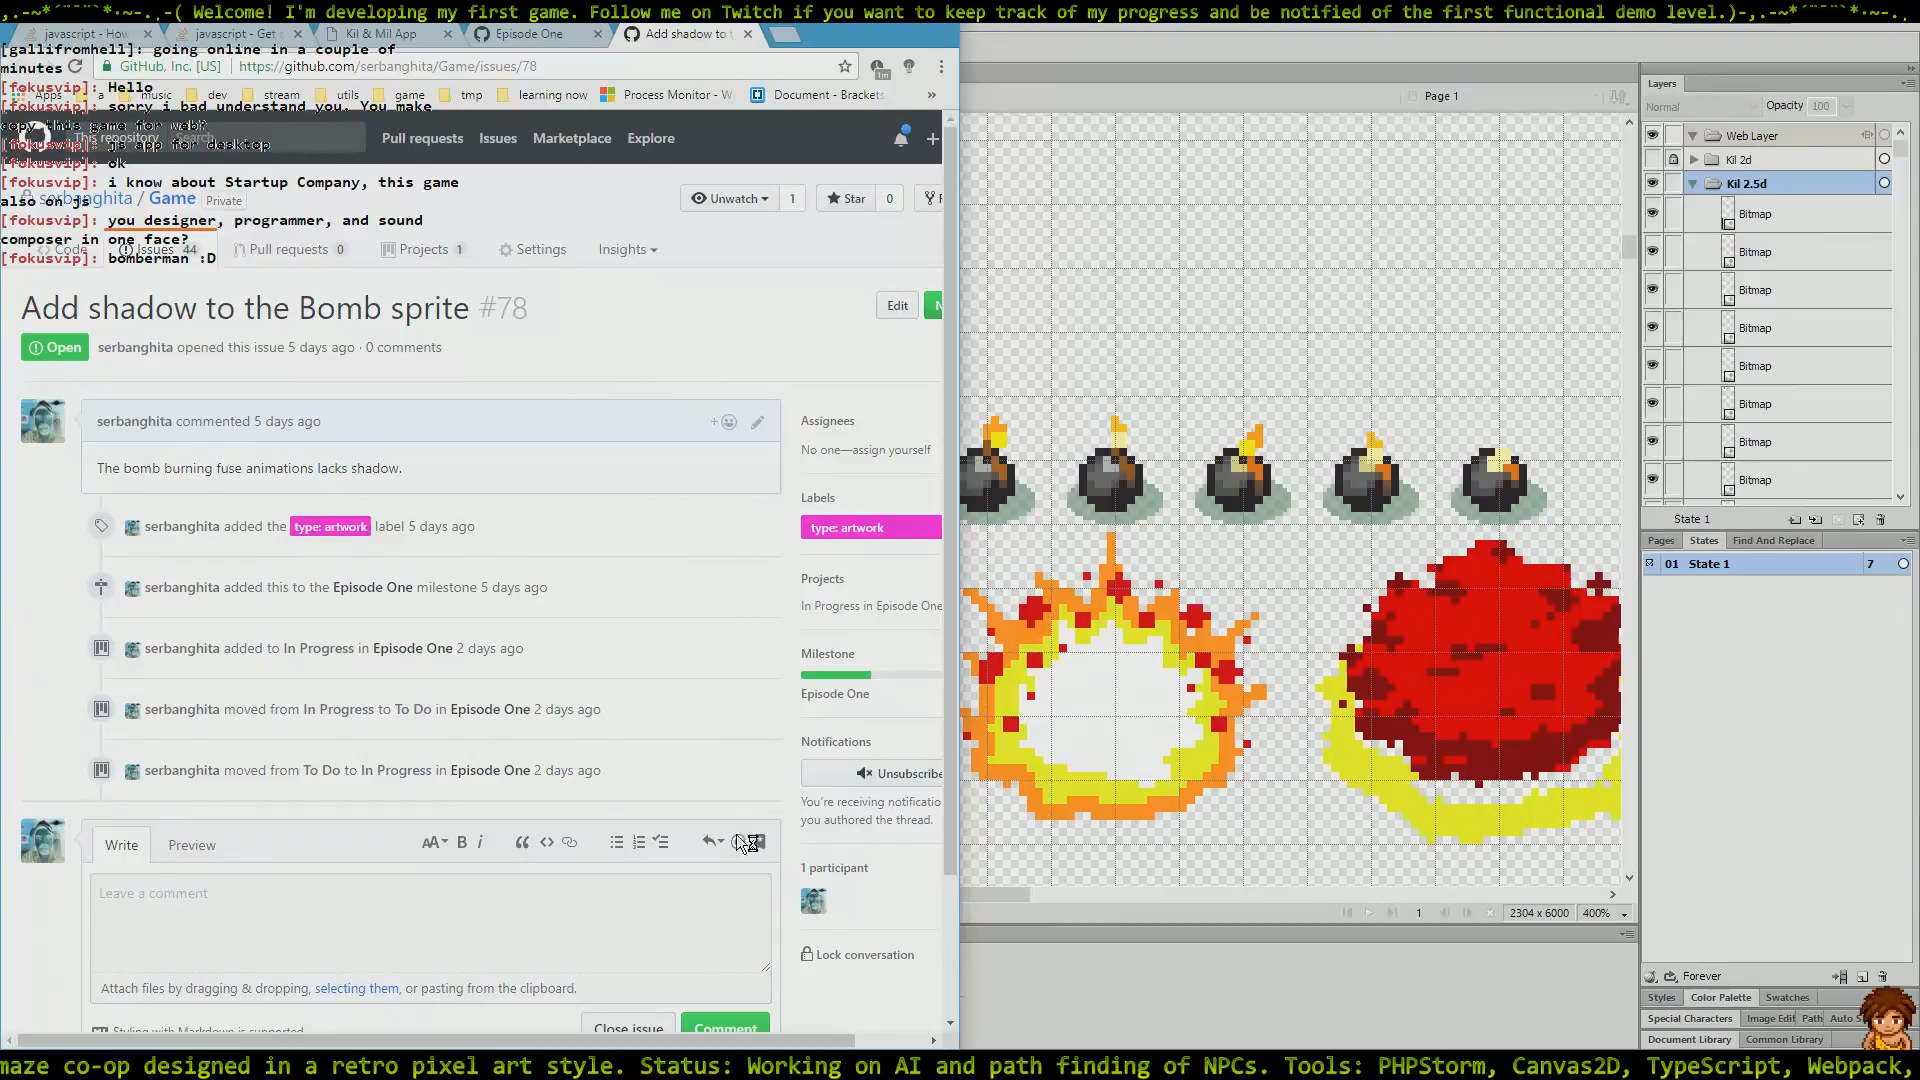 ,.-~*´¨¯¨`*·~-.¸-( Welcome! I'm developing my first game. Follow me on Twitch if you want to keep track of my progress and be notified of the first functional demo level.)-,.-~*´¨¯¨`*·~-.¸
javascript - How
javascript - Get
Kil & Mil App
Episode One
Add shadow to
[gallifromhell]: going online in a couple of
minutes
GitHub, Inc. [US]
https://github.com/serbanghita/Game/issues/78
[fokusvip]: Hello
Apps
a
music
dev
stream
utils
game
tmp
learning now
Process Monitor - W
Document - Brackets
»
[fokusvip]: sorry i bad understand you. You make
copy this game for web?
This repository
Search
Pull requests
Issues
Marketplace
Explore
[fokusvip]: js app for desktop
[fokusvip]: ok
[fokusvip]: i know about Startup Company, this game
also on js
serbanghita / Game
Private
Unwatch
1
Star
0
F
[fokusvip]: you designer, programmer, and sound
composer in one face?
Code
Issues 44
Pull requests 0
Projects 1
Settings
Insights
[fokusvip]: bomberman :D
Add shadow to the Bomb sprite #78
Edit
N
Open
serbanghita opened this issue 5 days ago · 0 comments
serbanghita commented 5 days ago
The bomb burning fuse animations lacks shadow.
serbanghita added the type: artwork label 5 days ago
serbanghita added this to the Episode One milestone 5 days ago
serbanghita added to In Progress in Episode One 2 days ago
serbanghita moved from In Progress to To Do in Episode One 2 days ago
serbanghita moved from To Do to In Progress in Episode One 2 days ago
Assignees
No one—assign yourself
Labels
type: artwork
Projects
In Progress in Episode One
Milestone
Episode One
Notifications
Unsubscribe
You're receiving notificatio
you authored the thread.
1 participant
Lock conversation
Write
Preview
AA
B
i
Leave a comment
Attach files by dragging & dropping, selecting them, or pasting from the clipboard.
Styling with Markdown is supported
Close issue
Comment
Page 1
1
2304 x 6000
400%
Layers
Normal
Opacity
100
Web Layer
Kil 2d
Kil 2.5d
Bitmap
Bitmap
Bitmap
Bitmap
Bitmap
Bitmap
Bitmap
Bitmap
State 1
Pages
States
Find And Replace
01
State 1
7
Forever
Styles
Color Palette
Swatches
Special Characters
Image Edit
Path
Auto S
Document Library
Common Library
maze co-op designed in a retro pixel art style. Status: Working on AI and path finding of NPCs. Tools: PHPStorm, Canvas2D, TypeScript, Webpack,